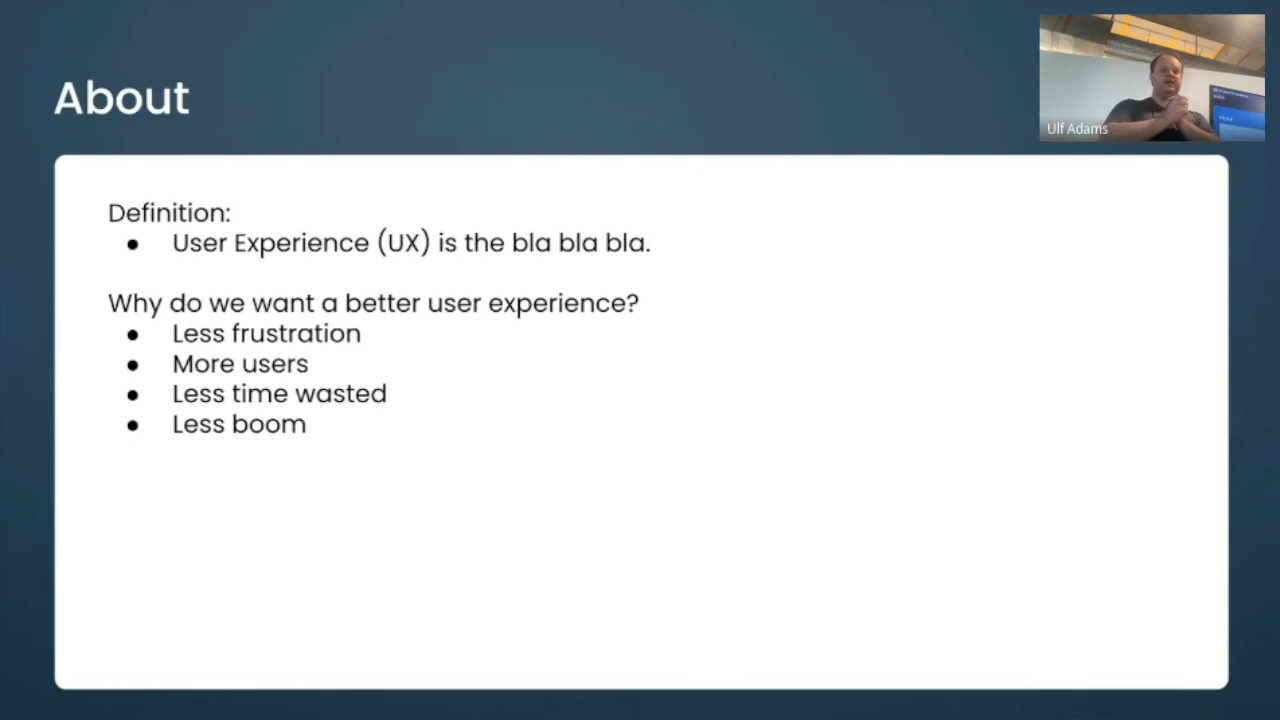 About
Ulf Adams
Definition:
● User Experience (UX) is the bla bla bla.
Why do we want a better user experience?
● Less frustration
● More users
● Less time wasted
● Less boom